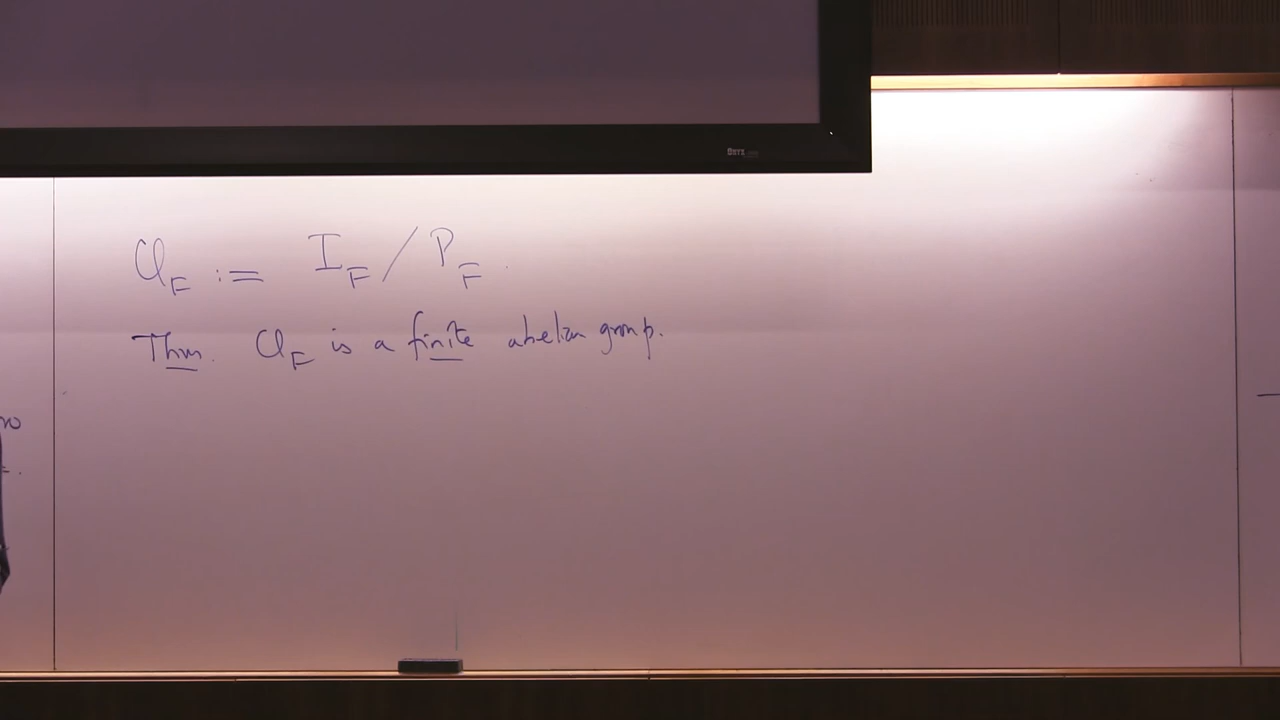 Cl_F := I_F / P_F.
Thm. Cl_F is a finite abelian group.